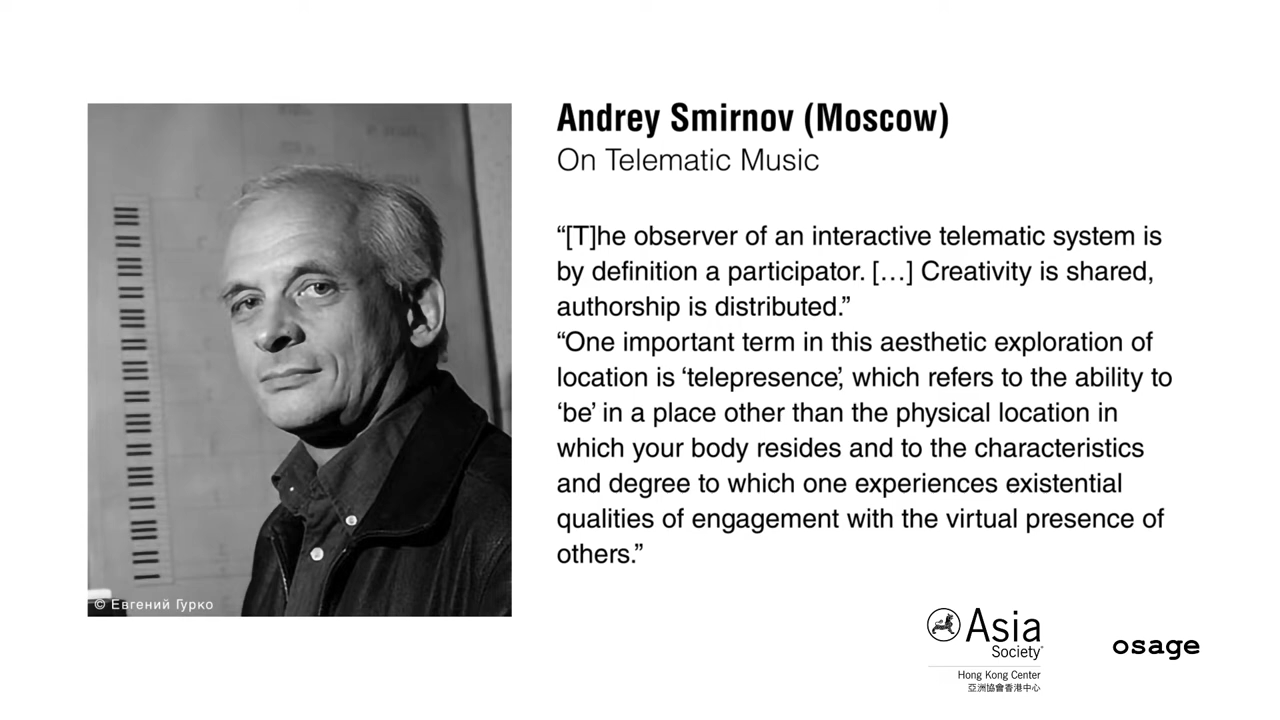 Andrey Smirnov (Moscow)
On Telematic Music
“[T]he observer of an interactive telematic system is
by definition a participator. […] Creativity is shared,
authorship is distributed.”
“One important term in this aesthetic exploration of
location is ‘telepresence’, which refers to the ability to
‘be’ in a place other than the physical location in
which your body resides and to the characteristics
and degree to which one experiences existential
qualities of engagement with the virtual presence of
others.”
© Евгений Гурко
Asia
Society
Hong Kong Center
亞洲協會香港中心
osage